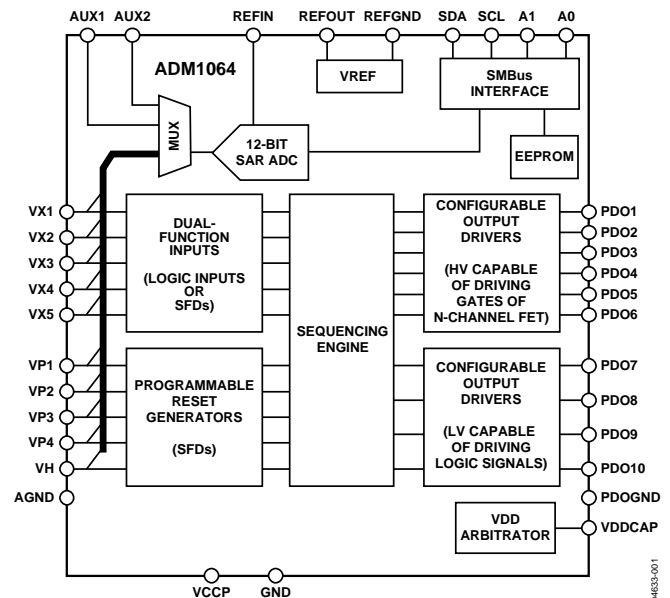 AUX1 AUX2 REFIN REFOUT REFGND SDA SCL A1 A0
ADM1064
VREF
SMBus
INTERFACE
MUX
12-BIT
SAR ADC
EEPROM
VX1
VX2
VX3
VX4
VX5
DUAL-
FUNCTION
INPUTS
(LOGIC INPUTS
OR
SFDs)
SEQUENCING
ENGINE
CONFIGURABLE
OUTPUT
DRIVERS
(HV CAPABLE
OF DRIVING
GATES OF
N-CHANNEL FET)
PDO1
PDO2
PDO3
PDO4
PDO5
PDO6
VP1
VP2
VP3
VP4
VH
AGND
PROGRAMMABLE
RESET
GENERATORS
(SFDs)
CONFIGURABLE
OUTPUT
DRIVERS
(LV CAPABLE
OF DRIVING
LOGIC SIGNALS)
PDO7
PDO8
PDO9
PDO10
PDOGND
VDD
ARBITRATOR
VDDCAP
VCCP GND
04633-001